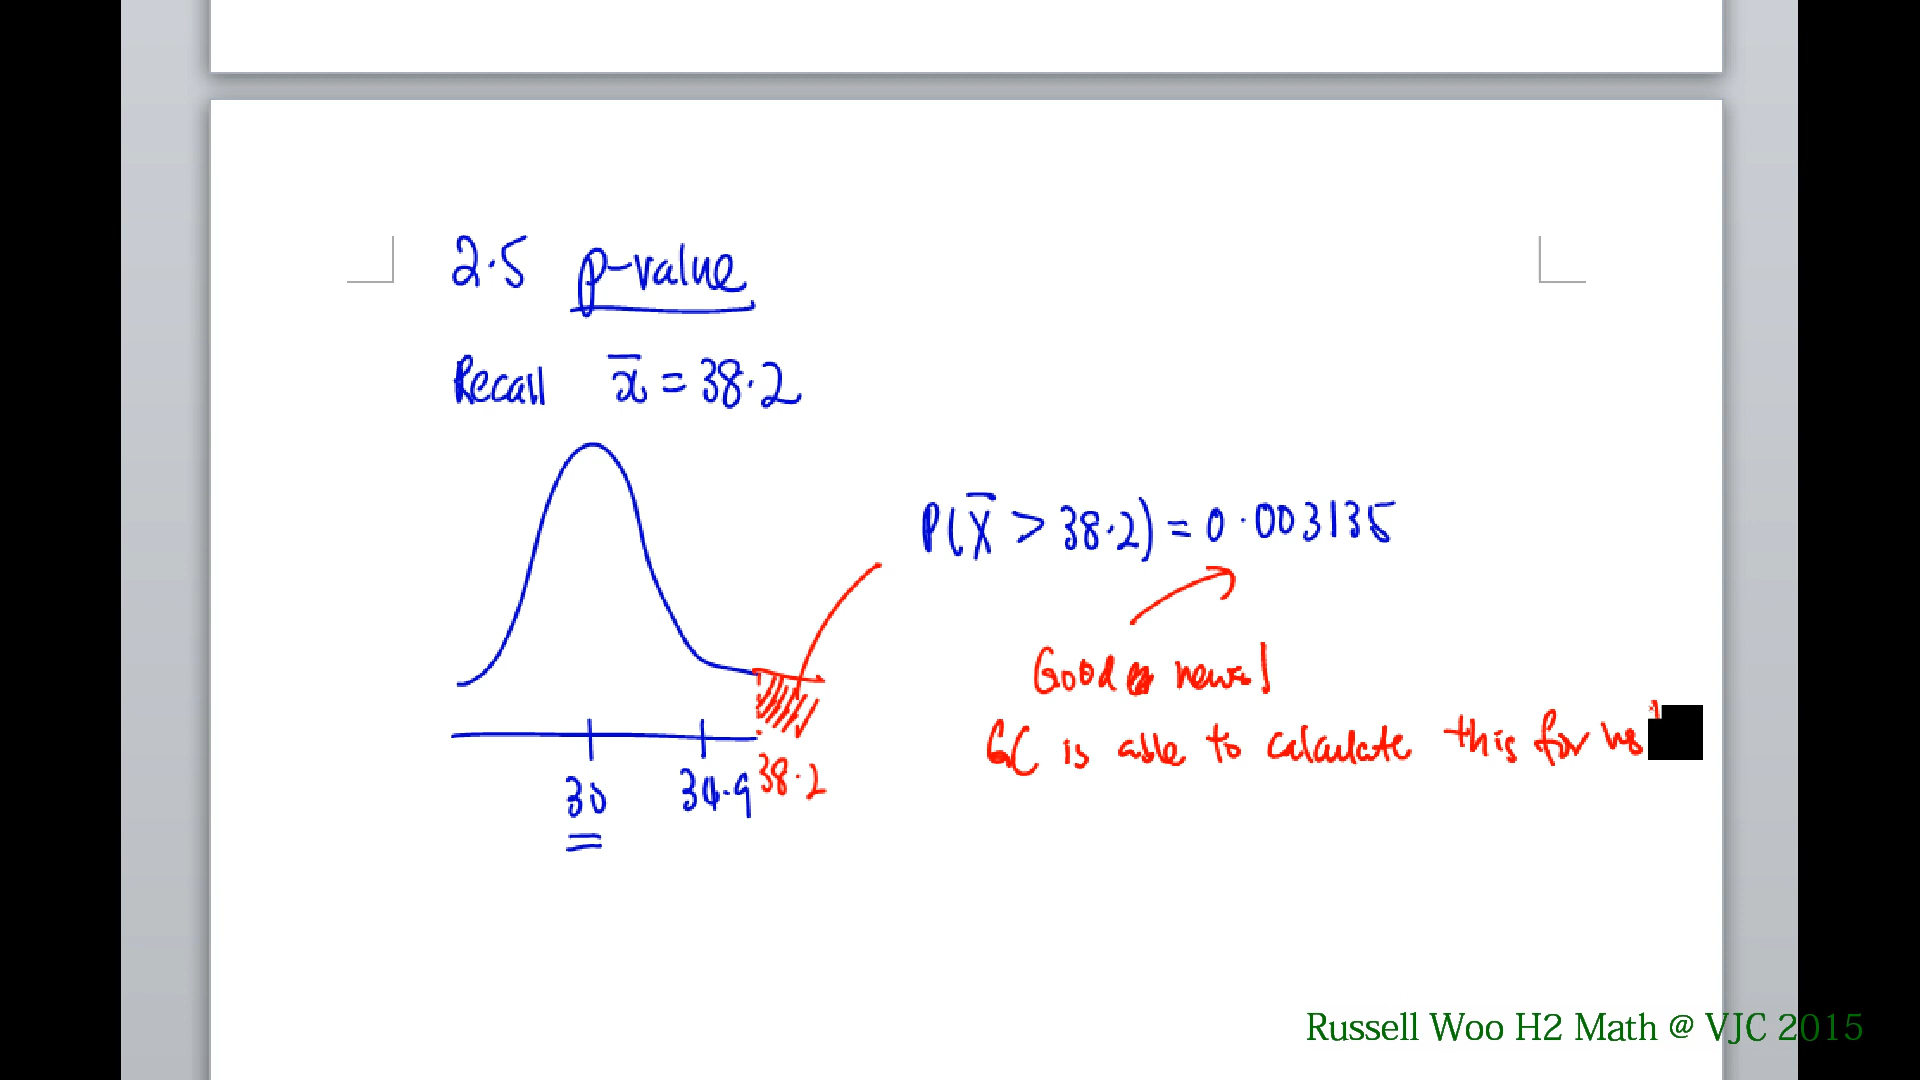 2.5 p-value
Recall x̄ = 38.2
P(X̄ > 38.2) = 0.003135
Good news!
GC is able to calculate this for us
30 34.9 38.2
Russell Woo H2 Math @ VJC 2015